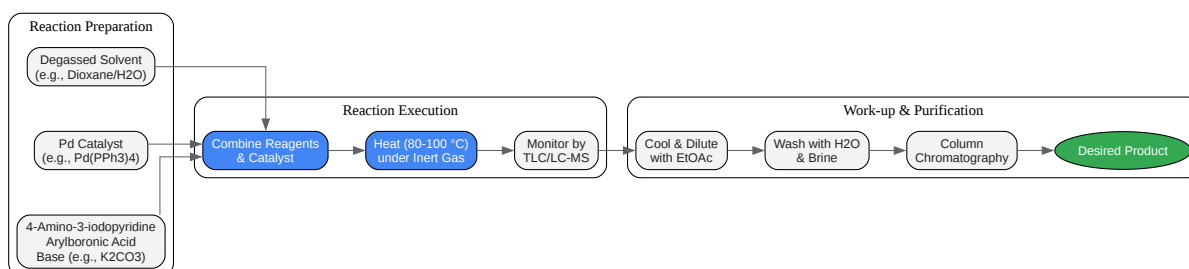 Reaction Preparation
Degassed Solvent
(e.g., Dioxane/H2O)
Pd Catalyst
(e.g., Pd(PPh3)4)
4-Amino-3-iodopyridine
Arylboronic Acid
Base (e.g., K2CO3)
Reaction Execution
Combine Reagents
& Catalyst
Heat (80-100 °C)
under Inert Gas
Monitor by
TLC/LC-MS
Work-up & Purification
Cool & Dilute
with EtOAc
Wash with H2O
& Brine
Column
Chromatography
Desired Product